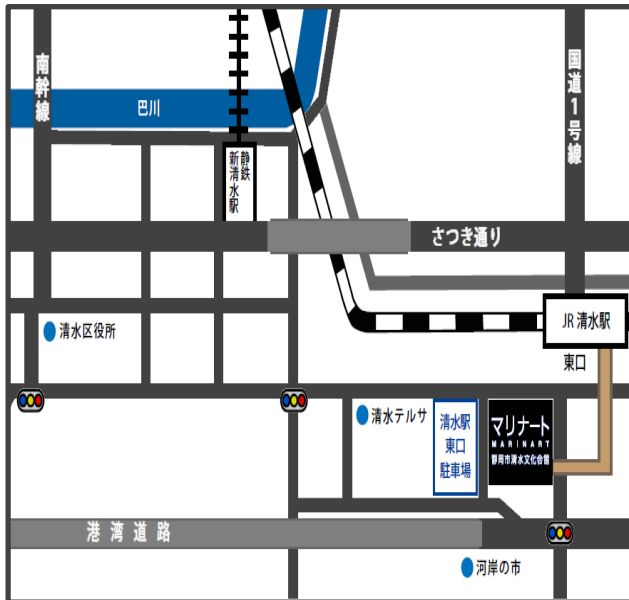 南幹線
国道1号線
巴川
静鉄
新清水駅
さつき通り
JR 清水駅
東口
清水区役所
清水テルサ
清水駅
東口
駐車場
マリナート
MARINART
静岡市清水文化会館
港湾道路
河岸の市